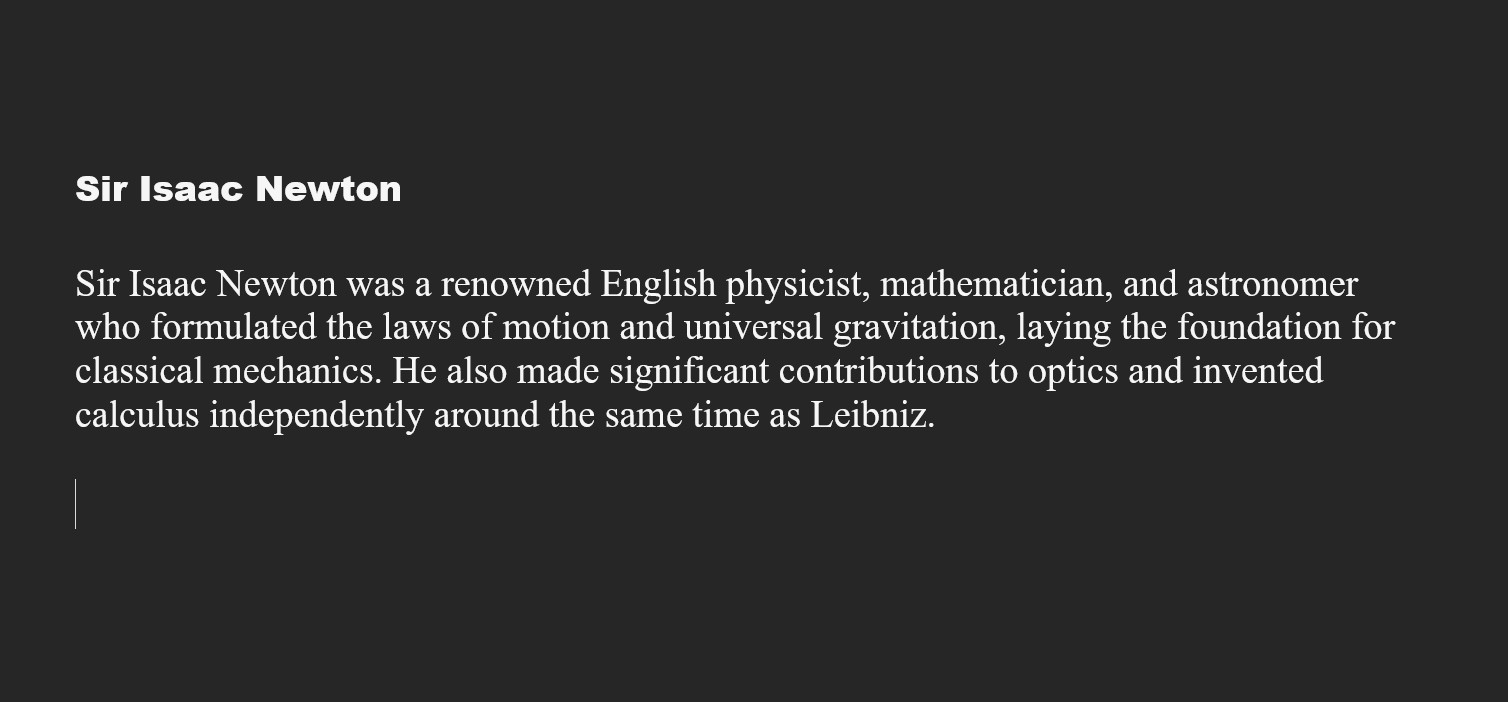 Sir Isaac Newton
Sir Isaac Newton was a renowned English physicist, mathematician, and astronomer
who formulated the laws of motion and universal gravitation, laying the foundation for
classical mechanics. He also made significant contributions to optics and invented
calculus independently around the same time as Leibniz.